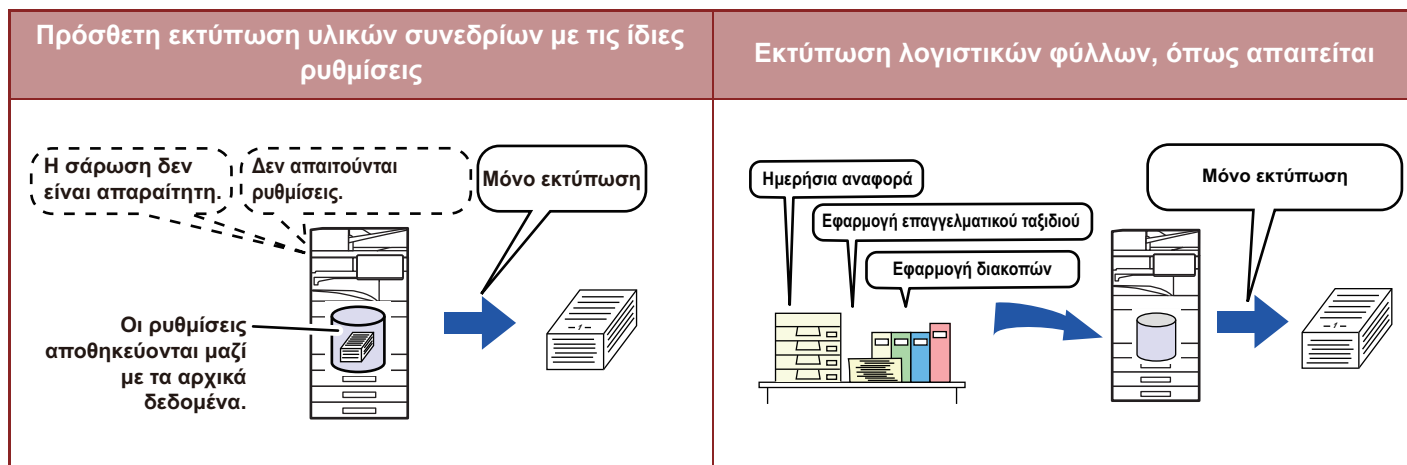 Πρόσθετη εκτύπωση υλικών συνεδρίων με τις ίδιες
ρυθμίσεις
Εκτύπωση λογιστικών φύλλων, όπως απαιτείται
Η σάρωση δεν
είναι απαραίτητη.
Δεν απαιτούνται
ρυθμίσεις.
Μόνο εκτύπωση
Οι ρυθμίσεις
αποθηκεύονται μαζί
με τα αρχικά
δεδομένα.
–1–
Ημερήσια αναφορά
Εφαρμογή επαγγελματικού ταξιδιού
Εφαρμογή διακοπών
Μόνο εκτύπωση
–1–